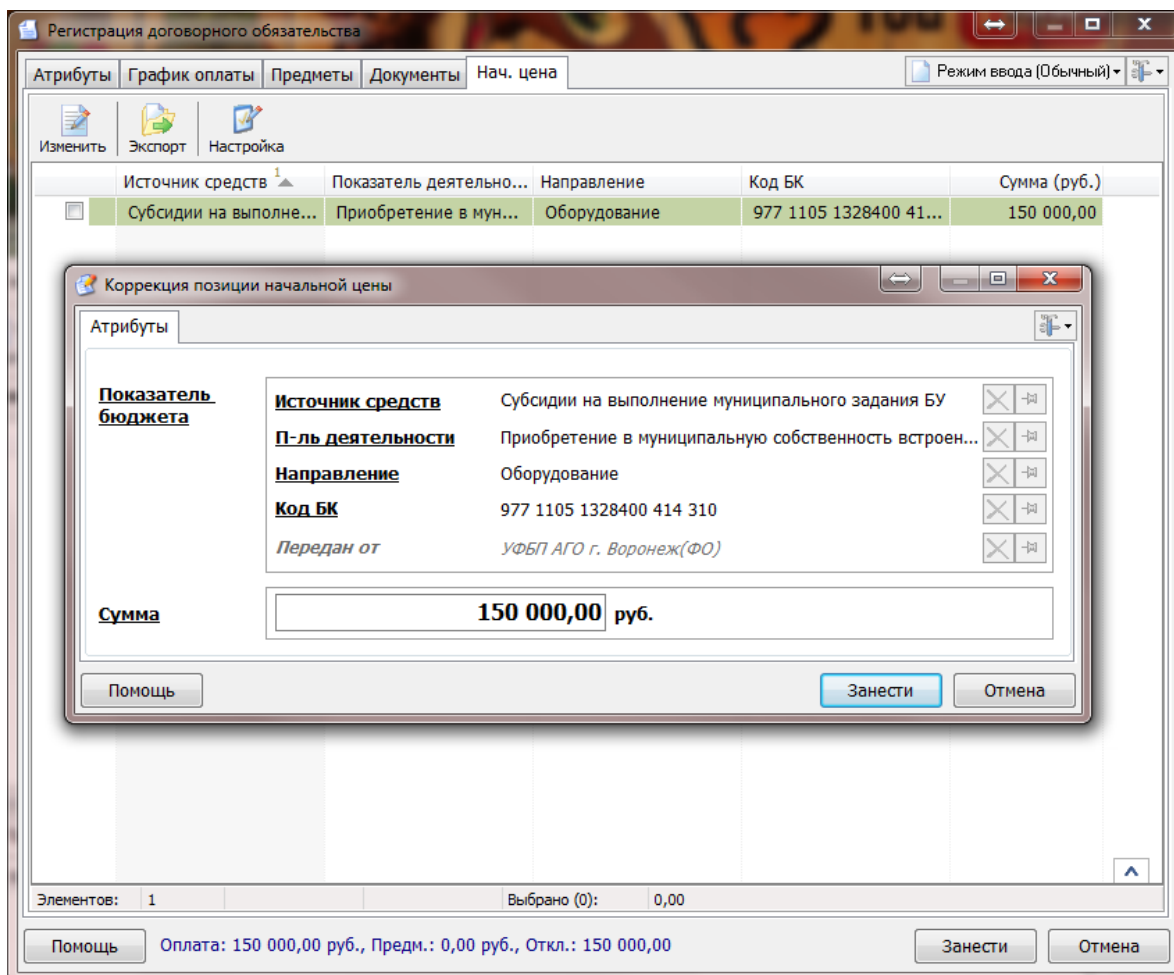 Регистрация договорного обязательства
Атрибуты График оплаты Предметы Документы Нач. цена Режим ввода (Обычный)
Изменить Экспорт Настройка
Источник средств 1 Показатель деятельно... Направление Код БК Сумма (руб.)
Субсидии на выполне... Приобретение в мун... Оборудование 977 1105 1328400 41... 150 000,00
Коррекция позиции начальной цены
Атрибуты
Показатель бюджета
Источник средств Субсидии на выполнение муниципального задания БУ
П-ль деятельности Приобретение в муниципальную собственность встроен...
Направление Оборудование
Код БК 977 1105 1328400 414 310
Передан от УФБП АГО г. Воронеж(ФО)
Сумма 150 000,00 руб.
Помощь Занести Отмена
Элементов: 1 Выбрано (0): 0,00
Помощь Оплата: 150 000,00 руб., Предм.: 0,00 руб., Откл.: 150 000,00 Занести Отмена